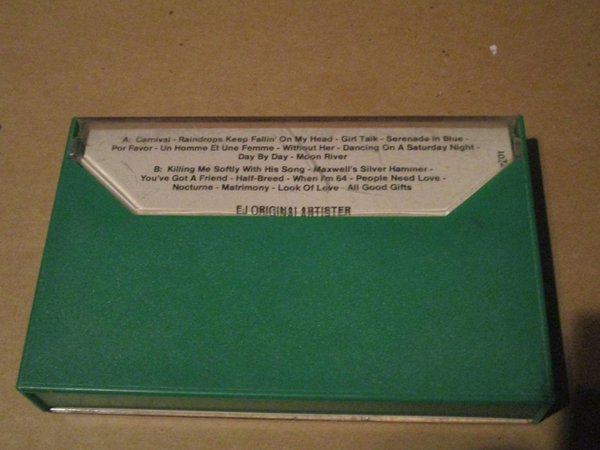 A: Carnival - Raindrops Keep Fallin' On My Head - Girl Talk - Serenade in Blue -
Por Favor - Un Homme Et Une Femme - Without Her - Dancing On A Saturday Night -
Day By Day - Moon River
B: Killing Me Softly With His Song - Maxwell's Silver Hammer -
You've Got A Friend - Half-Breed - When I'm 64 - People Need Love -
Nocturne - Matrimony - Look Of Love - All Good Gifts
EJ ORIGINALARTISTER